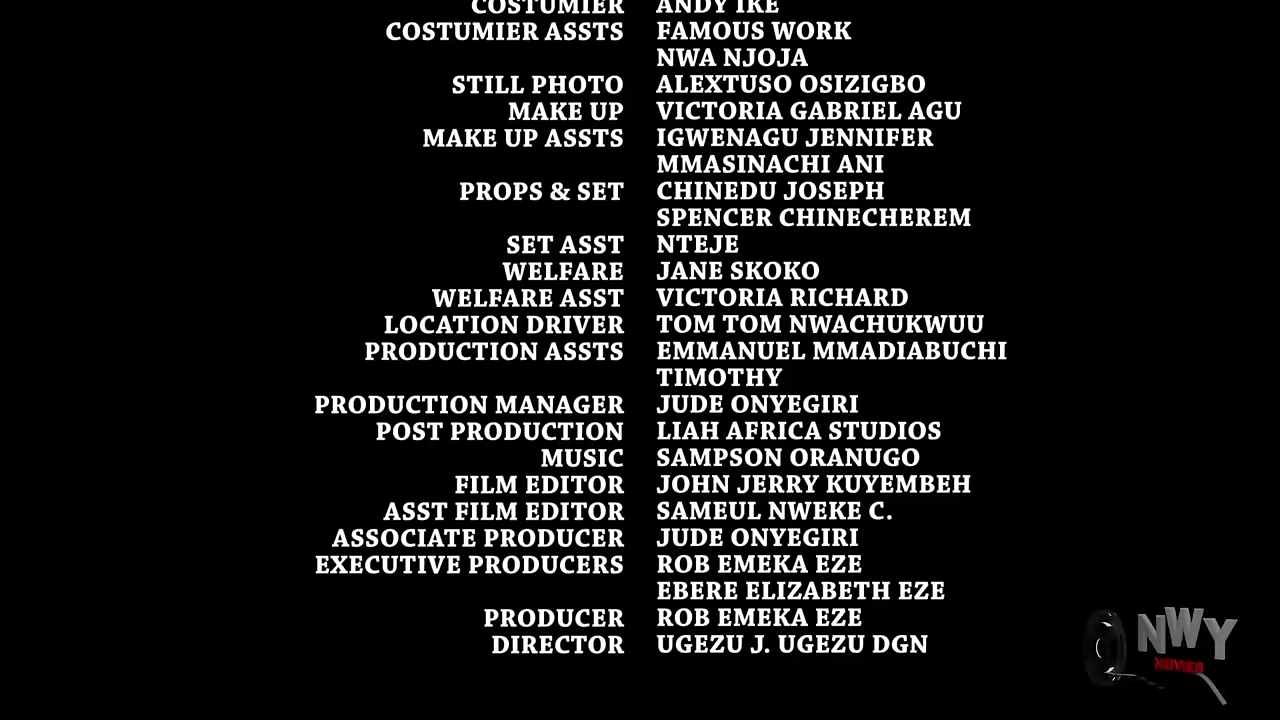 COSTUMIER ANDY IKE
COSTUMIER ASSTS FAMOUS WORK
NWA NJOJA
STILL PHOTO ALEXTUSO OSIZIGBO
MAKE UP VICTORIA GABRIEL AGU
MAKE UP ASSTS IGWENAGU JENNIFER
MMASINACHI ANI
PROPS & SET CHINEDU JOSEPH
SPENCER CHINECHEREM
SET ASST NTEJE
WELFARE JANE SKOKO
WELFARE ASST VICTORIA RICHARD
LOCATION DRIVER TOM TOM NWACHUKWUU
PRODUCTION ASSTS EMMANUEL MMADIABUCHI
TIMOTHY
PRODUCTION MANAGER JUDE ONYEGIRI
POST PRODUCTION LIAH AFRICA STUDIOS
MUSIC SAMPSON ORANUGO
FILM EDITOR JOHN JERRY KUYEMBEH
ASST FILM EDITOR SAMEUL NWEKE C.
ASSOCIATE PRODUCER JUDE ONYEGIRI
EXECUTIVE PRODUCERS ROB EMEKA EZE
EBERE ELIZABETH EZE
PRODUCER ROB EMEKA EZE
DIRECTOR UGEZU J. UGEZU DGN
NWY
MOVIES